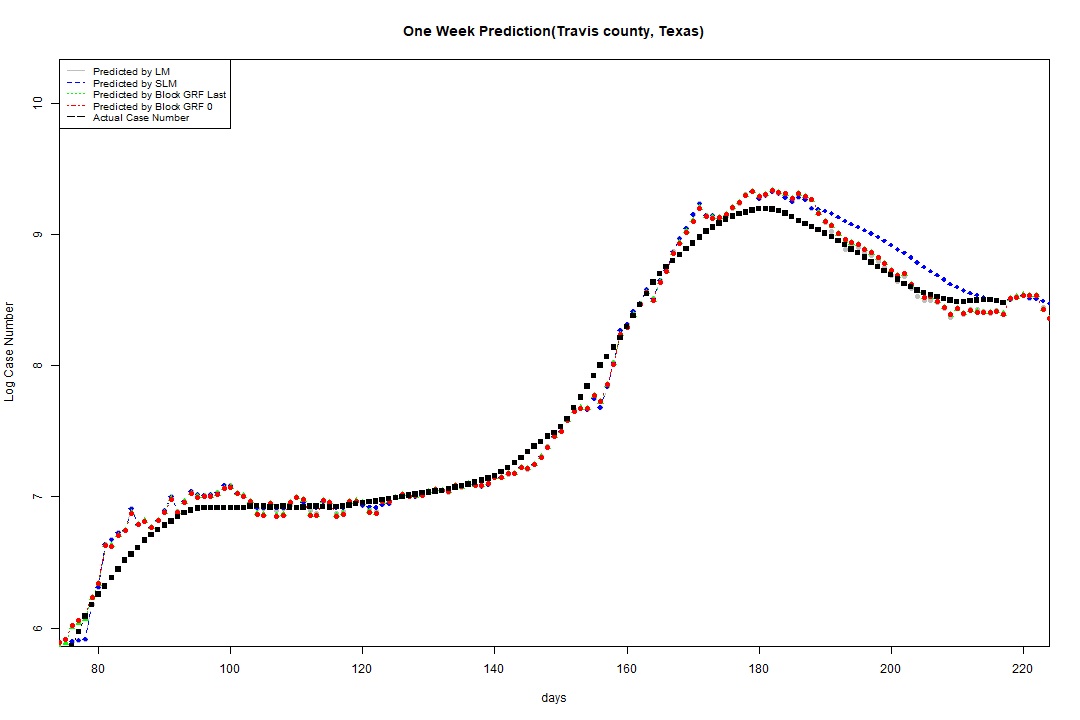 One Week Prediction(Travis county, Texas)
Predicted by LM
Predicted by SLM
Predicted by Block GRF Last
Predicted by Block GRF 0
Actual Case Number
10
9
8
7
6
Log Case Number
80 100 120 140 160 180 200 220
days